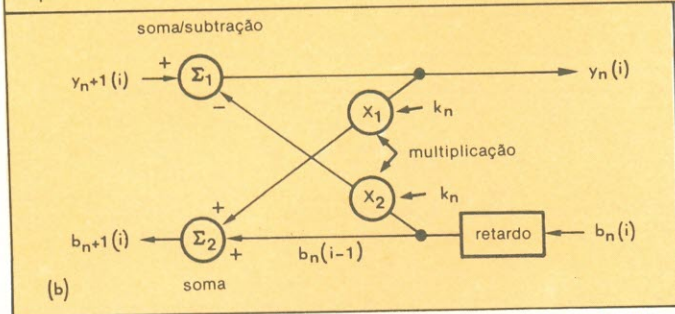 soma/subtração
+
yn+1(i)
Σ1
yn(i)
−
X1
kn
multiplicação
+
X2
kn
bn+1(i)
Σ2
+
bn(i−1)
retardo
bn(i)
(b)
soma